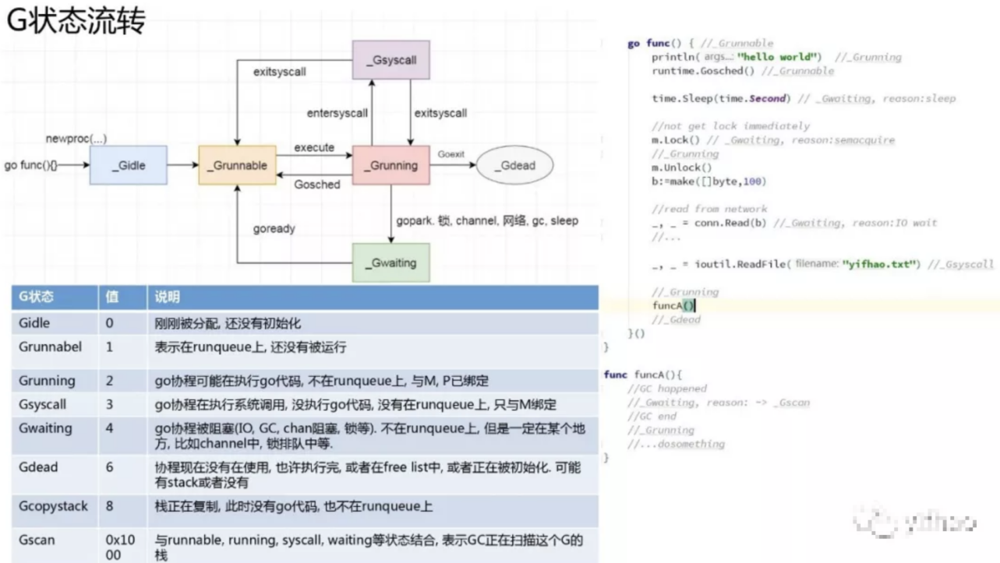 G状态流转
_Gsyscall
exitsyscall
entersyscall
exitsyscall
newproc(...)
go func(){}
_Gidle
_Grunnable
execute
Gosched
_Grunning
Goexit
_Gdead
goready
gopark. 锁, channel, 网络, gc, sleep
_Gwaiting
G状态 值 说明
Gidle 0 刚刚被分配, 还没有初始化
Grunnabel 1 表示在runqueue上, 还没有被运行
Grunning 2 go协程可能在执行go代码, 不在runqueue上, 与M, P已绑定
Gsyscall 3 go协程在执行系统调用, 没执行go代码, 没有在runqueue上, 只与M绑定
Gwaiting 4 go协程被阻塞(IO, GC, chan阻塞, 锁等). 不在runqueue上, 但是一定在某个地
方, 比如channel中, 锁排队中等.
Gdead 6 协程现在没有在使用, 也许执行完, 或者在free list中, 或者正在被初始化. 可能
有stack或者没有
Gcopystack 8 栈正在复制, 此时没有go代码, 也不在runqueue上
Gscan 0x10
00 与runnable, running, syscall, waiting等状态结合, 表示GC正在扫描这个G的
栈
go func() { //_Grunnable
println( args...: "hello world") //_Grunning
runtime.Gosched() //_Grunnable
time.Sleep(time.Second) // _Gwaiting, reason:sleep
//not get lock immediately
m.Lock() // _Gwaiting, reason:semacquire
//_Grunning
m.Unlock()
b:=make([]byte,100)
//read from network
_, _ = conn.Read(b) //_Gwaiting, reason:IO wait
//...
_, _ = ioutil.ReadFile( filename: "yifhao.txt") //_Gsyscall
//_Grunning
funcA()
//_Gdead
}()
}
func funcA(){
//GC happened
//_Gwaiting, reason: -> _Gscan
//GC end
//_Grunning
//...dosomething
}
yifhao